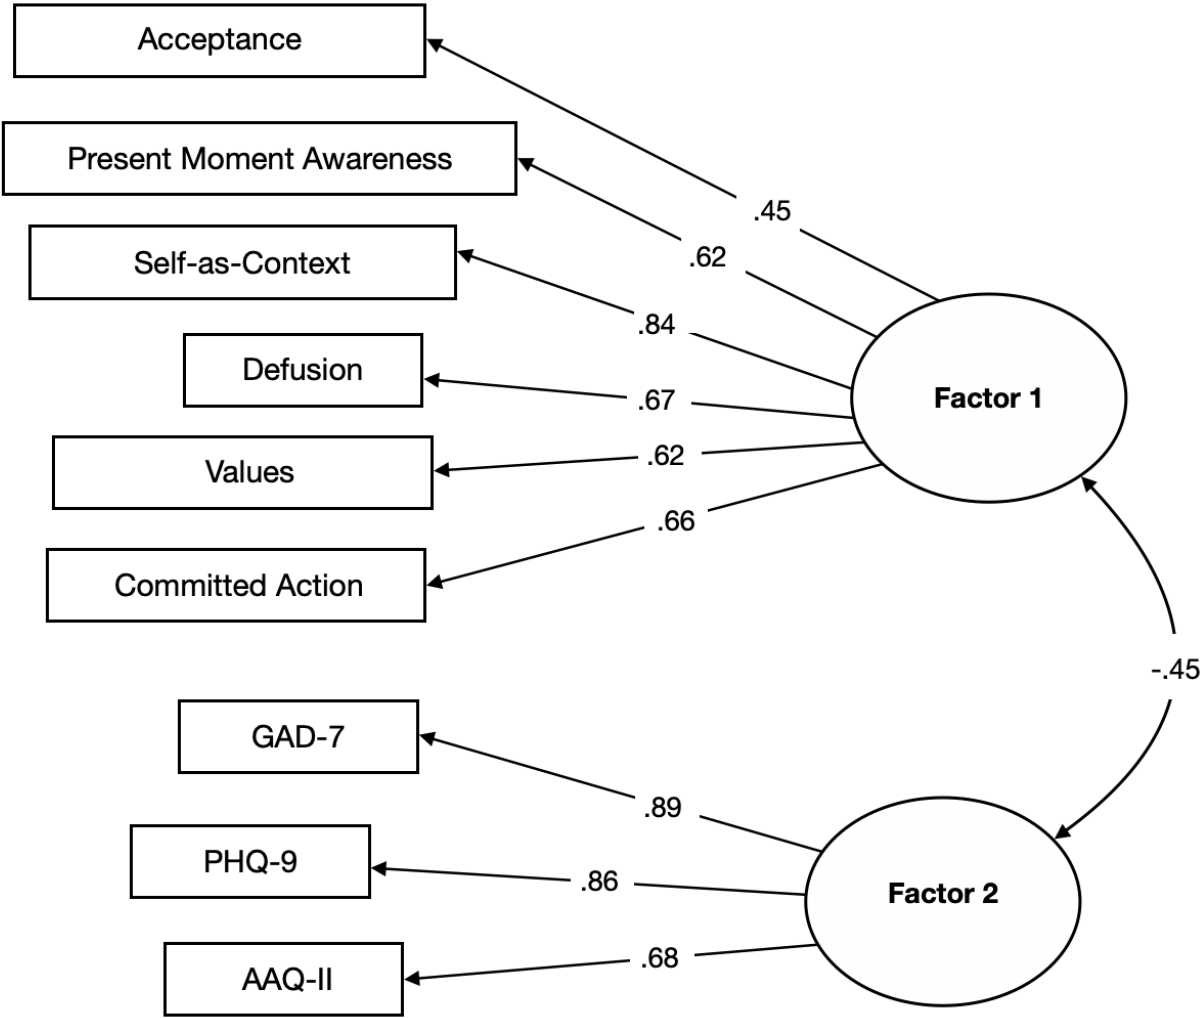 Acceptance
Present Moment Awareness
.45
Self-as-Context
.62
.84
Defusion
.67
Factor 1
Values
.62
Committed Action
.66
-.45
GAD-7
.89
PHQ-9
.86
Factor 2
AAQ-II
.68